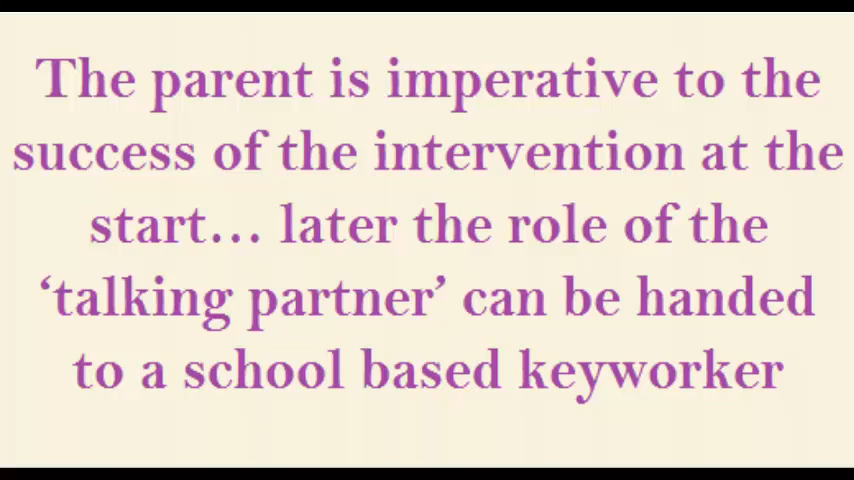 The parent is imperative to the
success of the intervention at the
start... later the role of the
‘talking partner’ can be handed
to a school based keyworker